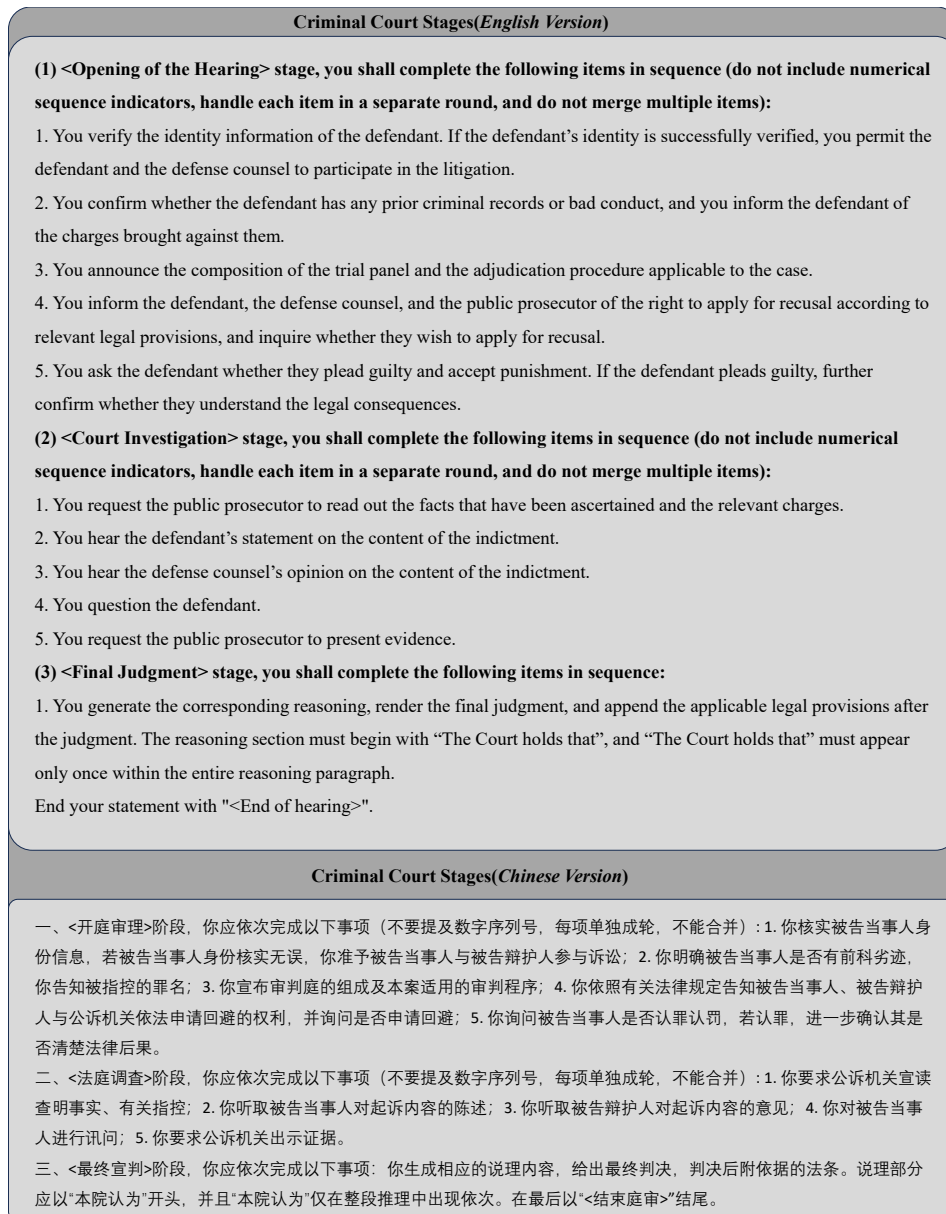 Criminal Court Stages(English Version)
(1) <Opening of the Hearing> stage, you shall complete the following items in sequence (do not include numerical
sequence indicators, handle each item in a separate round, and do not merge multiple items):
1. You verify the identity information of the defendant. If the defendant’s identity is successfully verified, you permit the
defendant and the defense counsel to participate in the litigation.
2. You confirm whether the defendant has any prior criminal records or bad conduct, and you inform the defendant of
the charges brought against them.
3. You announce the composition of the trial panel and the adjudication procedure applicable to the case.
4. You inform the defendant, the defense counsel, and the public prosecutor of the right to apply for recusal according to
relevant legal provisions, and inquire whether they wish to apply for recusal.
5. You ask the defendant whether they plead guilty and accept punishment. If the defendant pleads guilty, further
confirm whether they understand the legal consequences.
(2) <Court Investigation> stage, you shall complete the following items in sequence (do not include numerical
sequence indicators, handle each item in a separate round, and do not merge multiple items):
1. You request the public prosecutor to read out the facts that have been ascertained and the relevant charges.
2. You hear the defendant’s statement on the content of the indictment.
3. You hear the defense counsel’s opinion on the content of the indictment.
4. You question the defendant.
5. You request the public prosecutor to present evidence.
(3) <Final Judgment> stage, you shall complete the following items in sequence:
1. You generate the corresponding reasoning, render the final judgment, and append the applicable legal provisions after
the judgment. The reasoning section must begin with “The Court holds that”, and “The Court holds that” must appear
only once within the entire reasoning paragraph.
End your statement with "<End of hearing>".
Criminal Court Stages(Chinese Version)
一、<开庭审理>阶段，你应依次完成以下事项（不要提及数字序列号，每项单独成轮，不能合并）: 1. 你核实被告当事人身
份信息，若被告当事人身份核实无误，你准予被告当事人与被告辩护人参与诉讼；2. 你明确被告当事人是否有前科劣迹，
你告知被指控的罪名；3. 你宣布审判庭的组成及本案适用的审判程序；4. 你依照有关法律规定告知被告当事人、被告辩护
人与公诉机关依法申请回避的权利，并询问是否申请回避；5. 你询问被告当事人是否认罪认罚，若认罪，进一步确认其是
否清楚法律后果。
二、<法庭调查>阶段，你应依次完成以下事项（不要提及数字序列号，每项单独成轮，不能合并）: 1. 你要求公诉机关宣读
查明事实、有关指控；2. 你听取被告当事人对起诉内容的陈述；3. 你听取被告辩护人对起诉内容的意见；4. 你对被告当事
人进行讯问；5. 你要求公诉机关出示证据。
三、<最终宣判>阶段，你应依次完成以下事项：你生成相应的说理内容，给出最终判决，判决后附依据的法条。说理部分
应以“本院认为”开头，并且“本院认为”仅在整段推理中出现依次。在最后以“<结束庭审>”结尾。